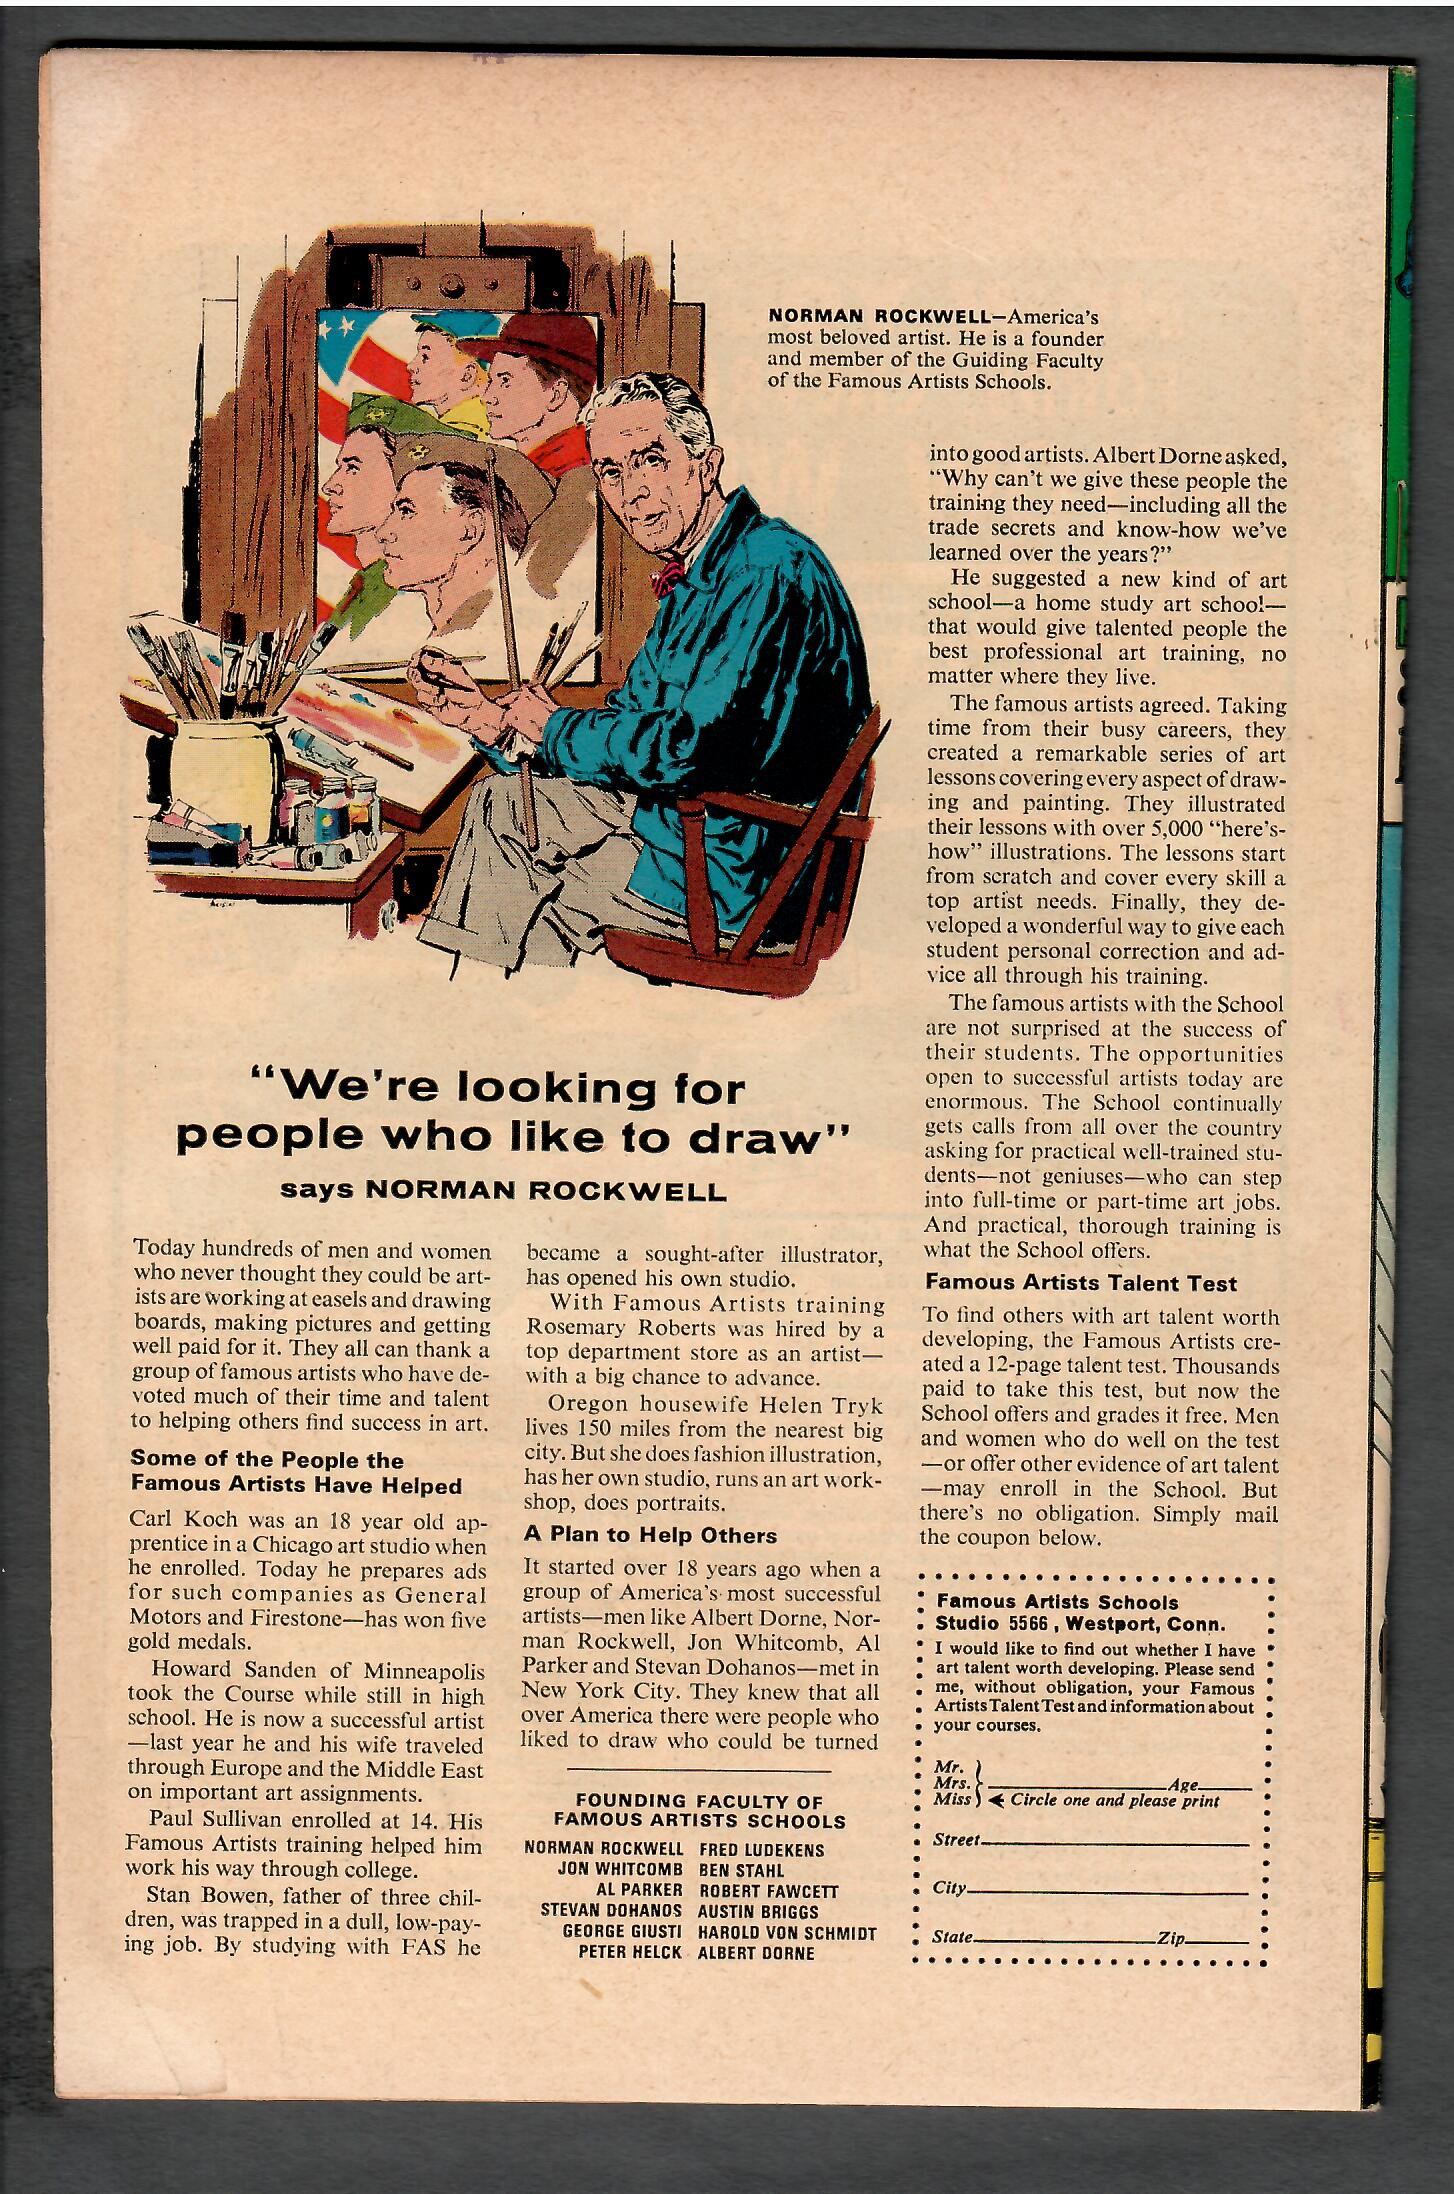 NORMAN ROCKWELL—America's
most beloved artist. He is a founder
and member of the Guiding Faculty
of the Famous Artists Schools.
"We're looking for
people who like to draw"
says NORMAN ROCKWELL
Today hundreds of men and women
who never thought they could be art-
ists are working at easels and drawing
boards, making pictures and getting
well paid for it. They all can thank a
group of famous artists who have de-
voted much of their time and talent
to helping others find success in art.
Some of the People the
Famous Artists Have Helped
Carl Koch was an 18 year old ap-
prentice in a Chicago art studio when
he enrolled. Today he prepares ads
for such companies as General
Motors and Firestone—has won five
gold medals.
Howard Sanden of Minneapolis
took the Course while still in high
school. He is now a successful artist
—last year he and his wife traveled
through Europe and the Middle East
on important art assignments.
Paul Sullivan enrolled at 14. His
Famous Artists training helped him
work his way through college.
Stan Bowen, father of three chil-
dren, was trapped in a dull, low-pay-
ing job. By studying with FAS he
became a sought-after illustrator,
has opened his own studio.
With Famous Artists training
Rosemary Roberts was hired by a
top department store as an artist—
with a big chance to advance.
Oregon housewife Helen Tryk
lives 150 miles from the nearest big
city. But she does fashion illustration,
has her own studio, runs an art work-
shop, does portraits.
A Plan to Help Others
It started over 18 years ago when a
group of America's most successful
artists—men like Albert Dorne, Nor-
man Rockwell, Jon Whitcomb, Al
Parker and Stevan Dohanos—met in
New York City. They knew that all
over America there were people who
liked to draw who could be turned
into good artists. Albert Dorne asked,
"Why can't we give these people the
training they need—including all the
trade secrets and know-how we've
learned over the years?"
He suggested a new kind of art
school—a home study art school—
that would give talented people the
best professional art training, no
matter where they live.
The famous artists agreed. Taking
time from their busy careers, they
created a remarkable series of art
lessons covering every aspect of draw-
ing and painting. They illustrated
their lessons with over 5,000 "here's-
how" illustrations. The lessons start
from scratch and cover every skill a
top artist needs. Finally, they de-
veloped a wonderful way to give each
student personal correction and ad-
vice all through his training.
The famous artists with the School
are not surprised at the success of
their students. The opportunities
open to successful artists today are
enormous. The School continually
gets calls from all over the country
asking for practical well-trained stu-
dents—not geniuses—who can step
into full-time or part-time art jobs.
And practical, thorough training is
what the School offers.
Famous Artists Talent Test
To find others with art talent worth
developing, the Famous Artists cre-
ated a 12-page talent test. Thousands
paid to take this test, but now the
School offers and grades it free. Men
and women who do well on the test
—or offer other evidence of art talent
—may enroll in the School. But
there's no obligation. Simply mail
the coupon below.
FOUNDING FACULTY OF
FAMOUS ARTISTS SCHOOLS
NORMAN ROCKWELL FRED LUDEKENS
JON WHITCOMB BEN STAHL
AL PARKER ROBERT FAWCETT
STEVAN DOHANOS AUSTIN BRIGGS
GEORGE GIUSTI HAROLD VON SCHMIDT
PETER HELCK ALBERT DORNE
Famous Artists Schools
Studio 5566, Westport, Conn.
I would like to find out whether I have
art talent worth developing. Please send
me, without obligation, your Famous
Artists Talent Test and information about
your courses.
Mr.
Mrs. Age
Miss Circle one and please print
Street
City
State Zip